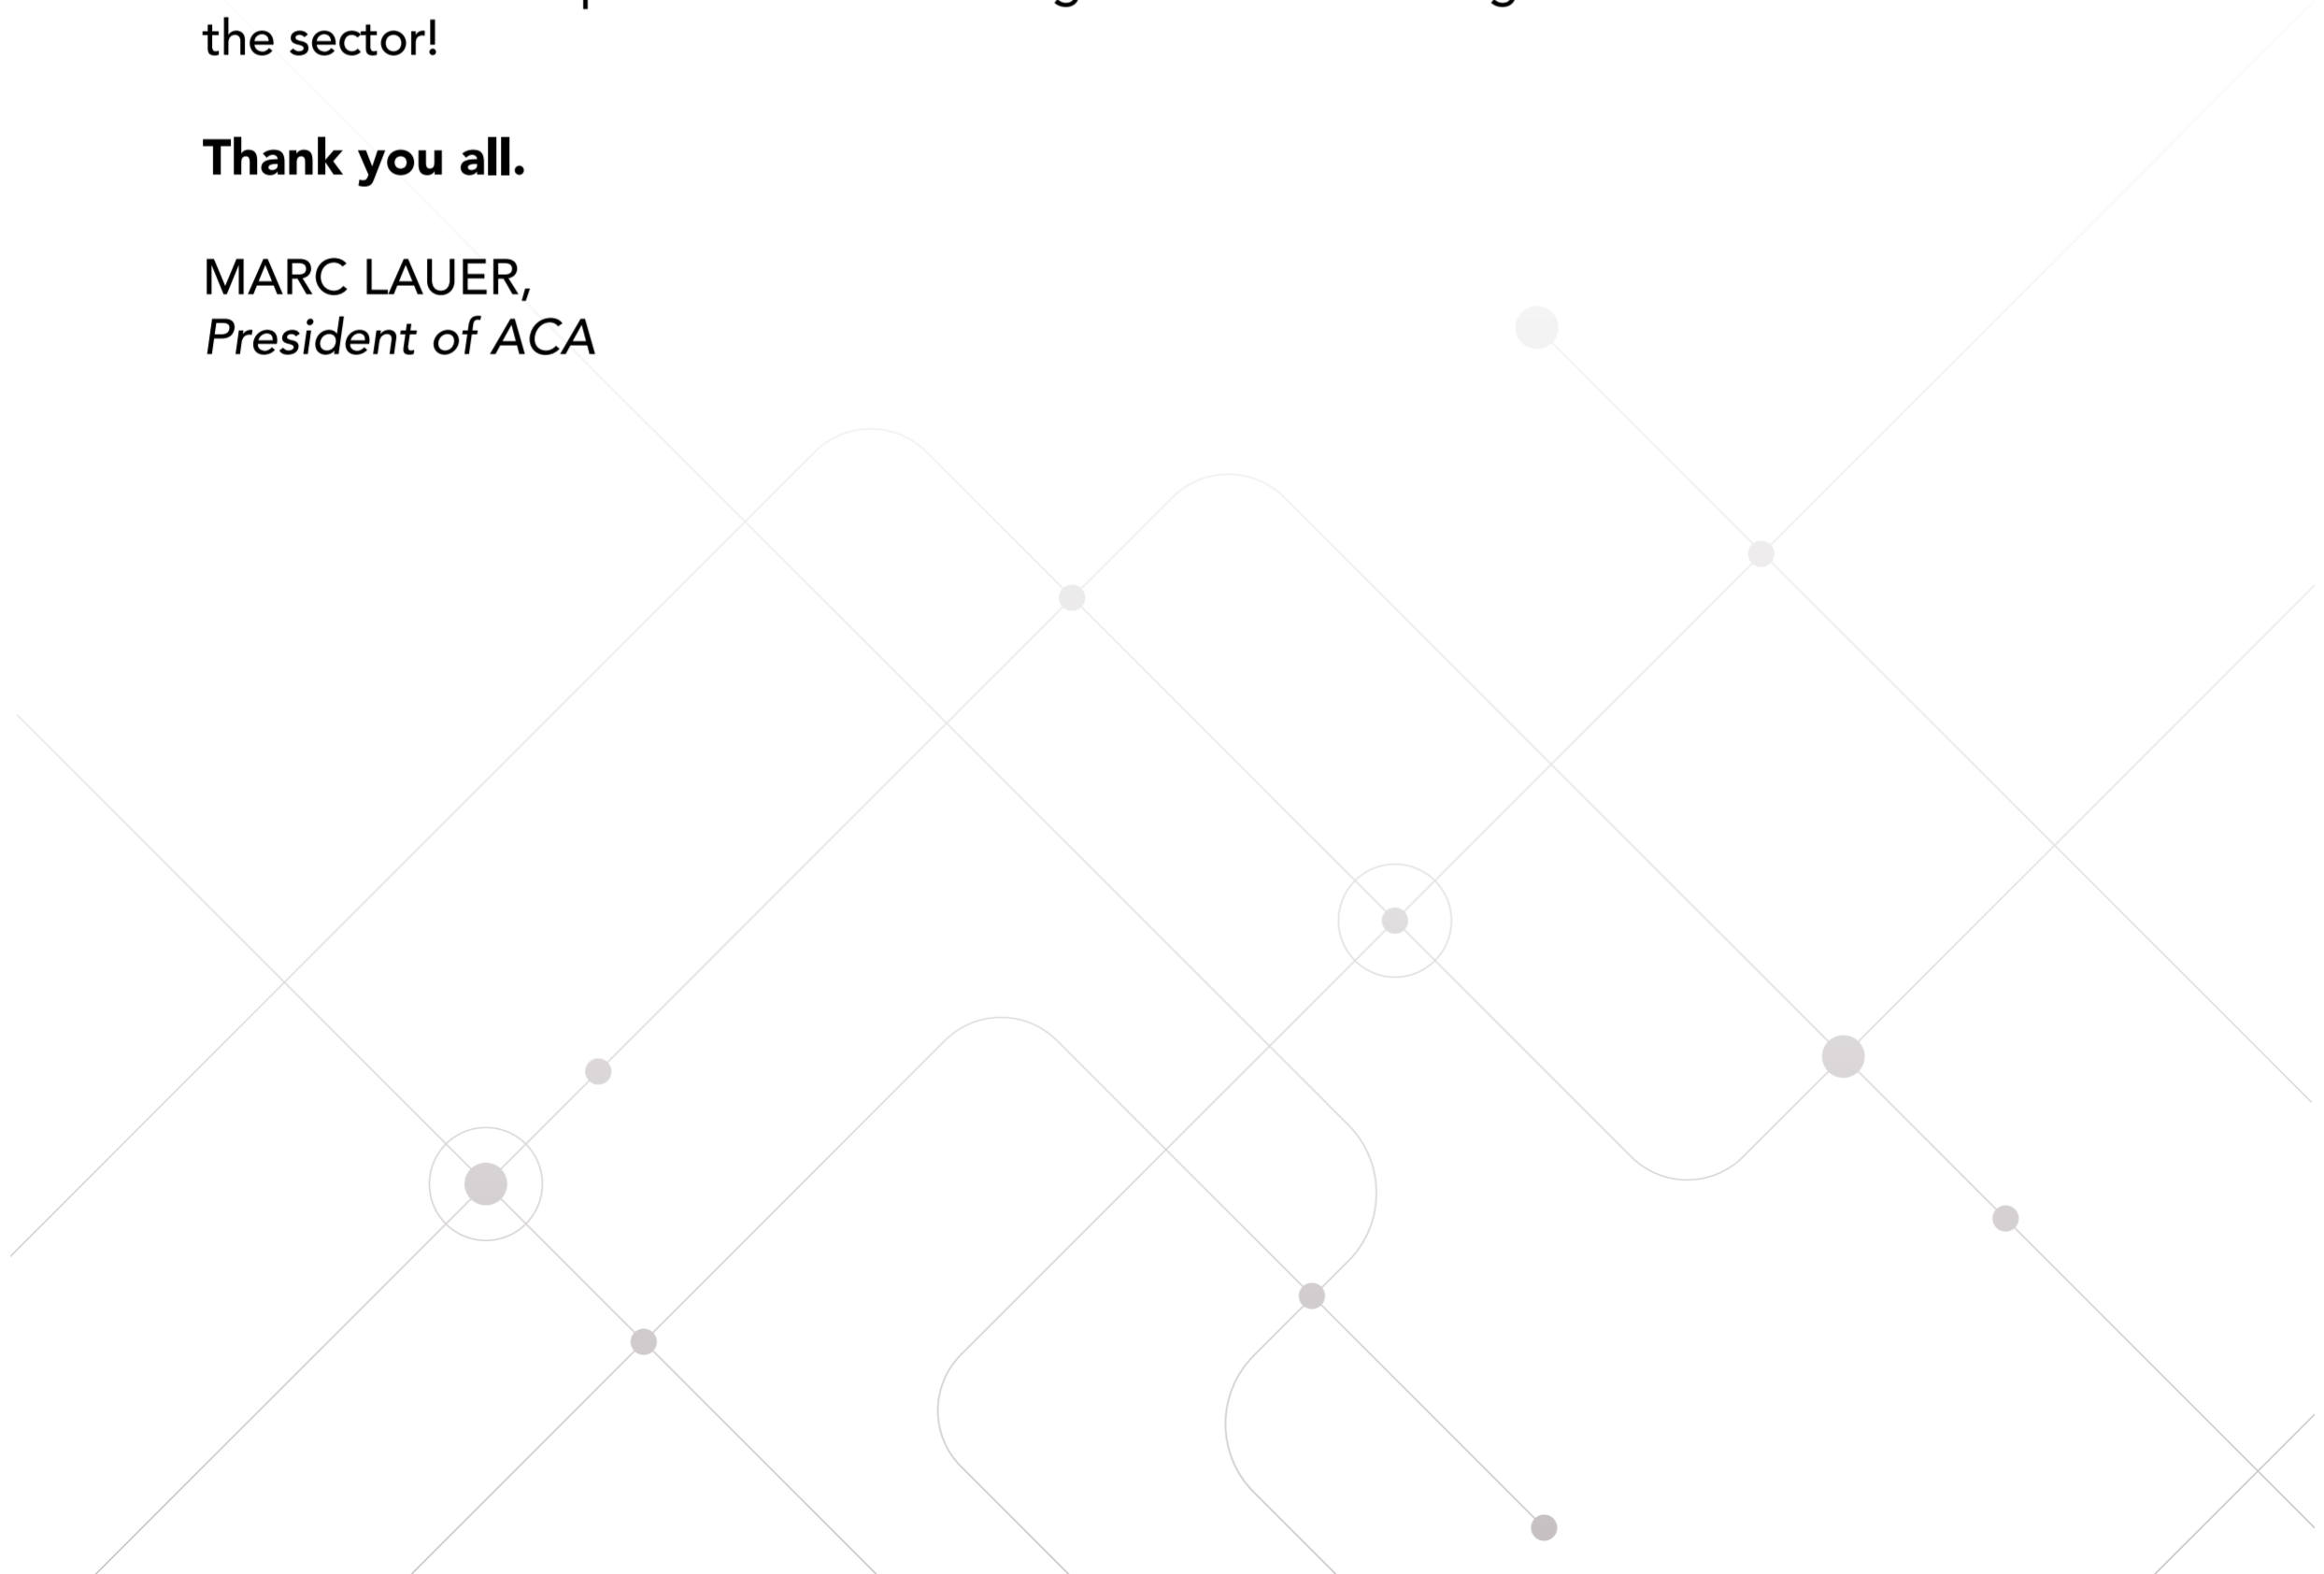 the sector!
Thank you all.
MARC LAUER,
President of ACA